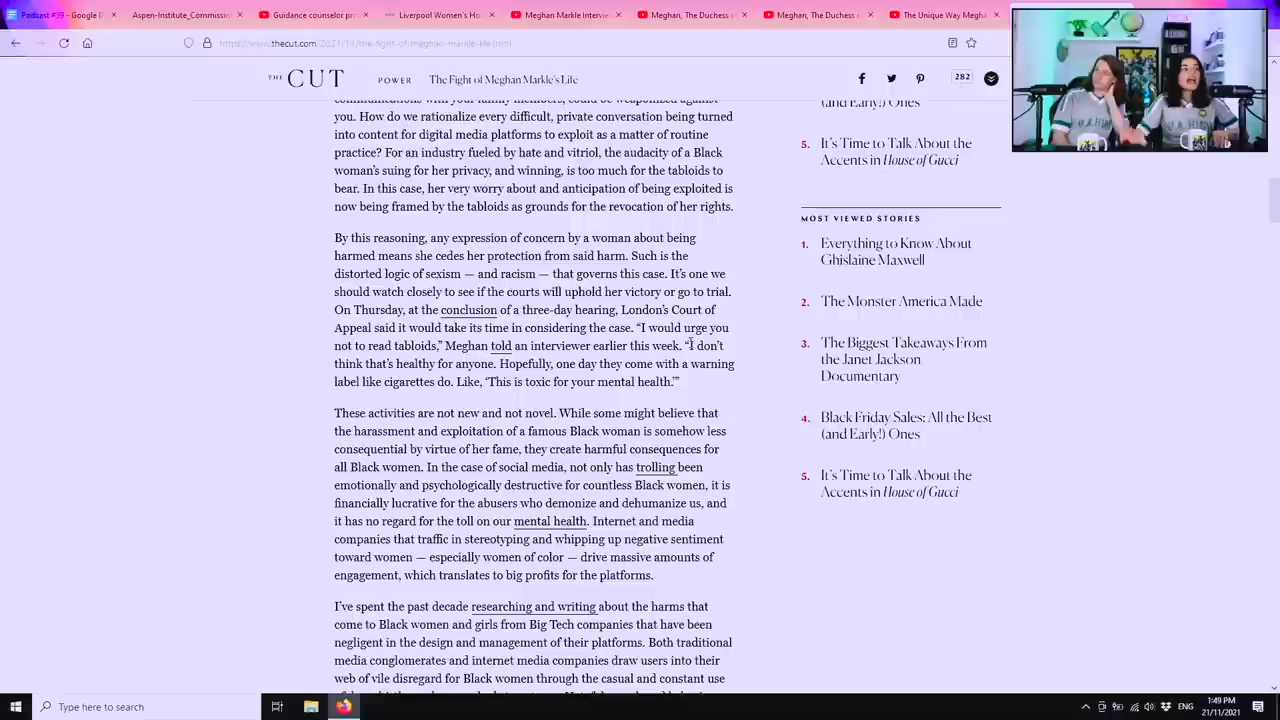 Podcast #39 -
Aspen-Institute_Commissio
Guidance counselor pr
Liverpool Women's Ho
Meghan Markle Intervie
Meghan, The Duchess c
Meghan, The Duchess c
The Unique Way Megha
https://www.thecut.com
THE CUT
POWER
The Fight of Meghan Markle's Life
282
communications with your family members, could be weaponized against
you. How do we rationalize every difficult, private conversation being turned
into content for digital media platforms to exploit as a matter of routine
practice? For an industry fueled by hate and vitriol, the audacity of a Black
woman's suing for her privacy, and winning, is too much for the tabloids to
bear. In this case, her very worry about and anticipation of being exploited is
now being framed by the tabloids as grounds for the revocation of her rights.
By this reasoning, any expression of concern by a woman about being
harmed means she cedes her protection from said harm. Such is the
distorted logic of sexism — and racism — that governs this case. It's one we
should watch closely to see if the courts will uphold her victory or go to trial.
On Thursday, at the conclusion of a three-day hearing, London's Court of
Appeal said it would take its time in considering the case. “I would urge you
not to read tabloids,” Meghan told an interviewer earlier this week. “I don't
think that's healthy for anyone. Hopefully, one day they come with a warning
label like cigarettes do. Like, ‘This is toxic for your mental health.’”
These activities are not new and not novel. While some might believe that
the harassment and exploitation of a famous Black woman is somehow less
consequential by virtue of her fame, they create harmful consequences for
all Black women. In the case of social media, not only has trolling been
emotionally and psychologically destructive for countless Black women, it is
financially lucrative for the abusers who demonize and dehumanize us, and
it has no regard for the toll on our mental health. Internet and media
companies that traffic in stereotyping and whipping up negative sentiment
toward women — especially women of color — drive massive amounts of
engagement, which translates to big profits for the platforms.
I've spent the past decade researching and writing about the harms that
come to Black women and girls from Big Tech companies that have been
negligent in the design and management of their platforms. Both traditional
media conglomerates and internet media companies draw users into their
web of vile disregard for Black women through the casual and constant use
(and Early!) Ones
5. It's Time to Talk About the
Accents in House of Gucci
MOST VIEWED STORIES
1. Everything to Know About
Ghislaine Maxwell
2. The Monster America Made
3. The Biggest Takeaways From
the Janet Jackson
Documentary
4. Black Friday Sales: All the Best
(and Early!) Ones
5. It's Time to Talk About the
Accents in House of Gucci
Type here to search
ENG
1:49 PM
21/11/2021